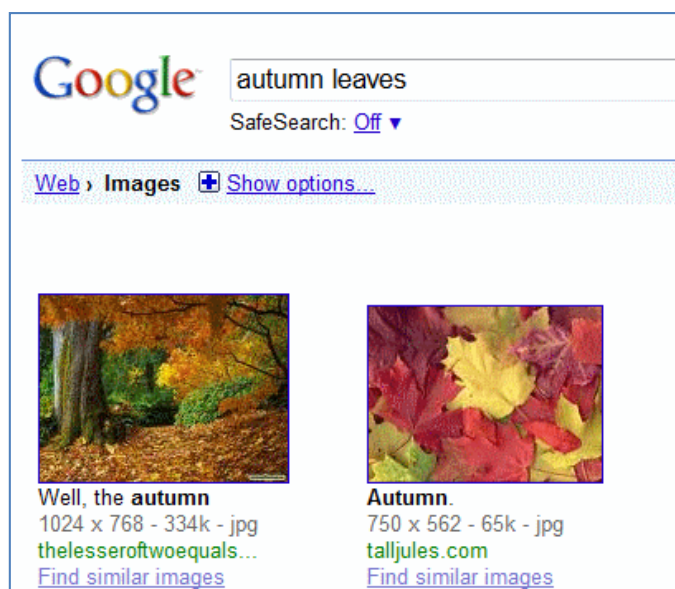 Google autumn leaves
SafeSearch: Off ▼
Web › Images + Show options...
Well, the autumn
1024 x 768 - 334k - jpg
thelesseroftwoequals...
Find similar images
Autumn.
750 x 562 - 65k - jpg
talljules.com
Find similar images